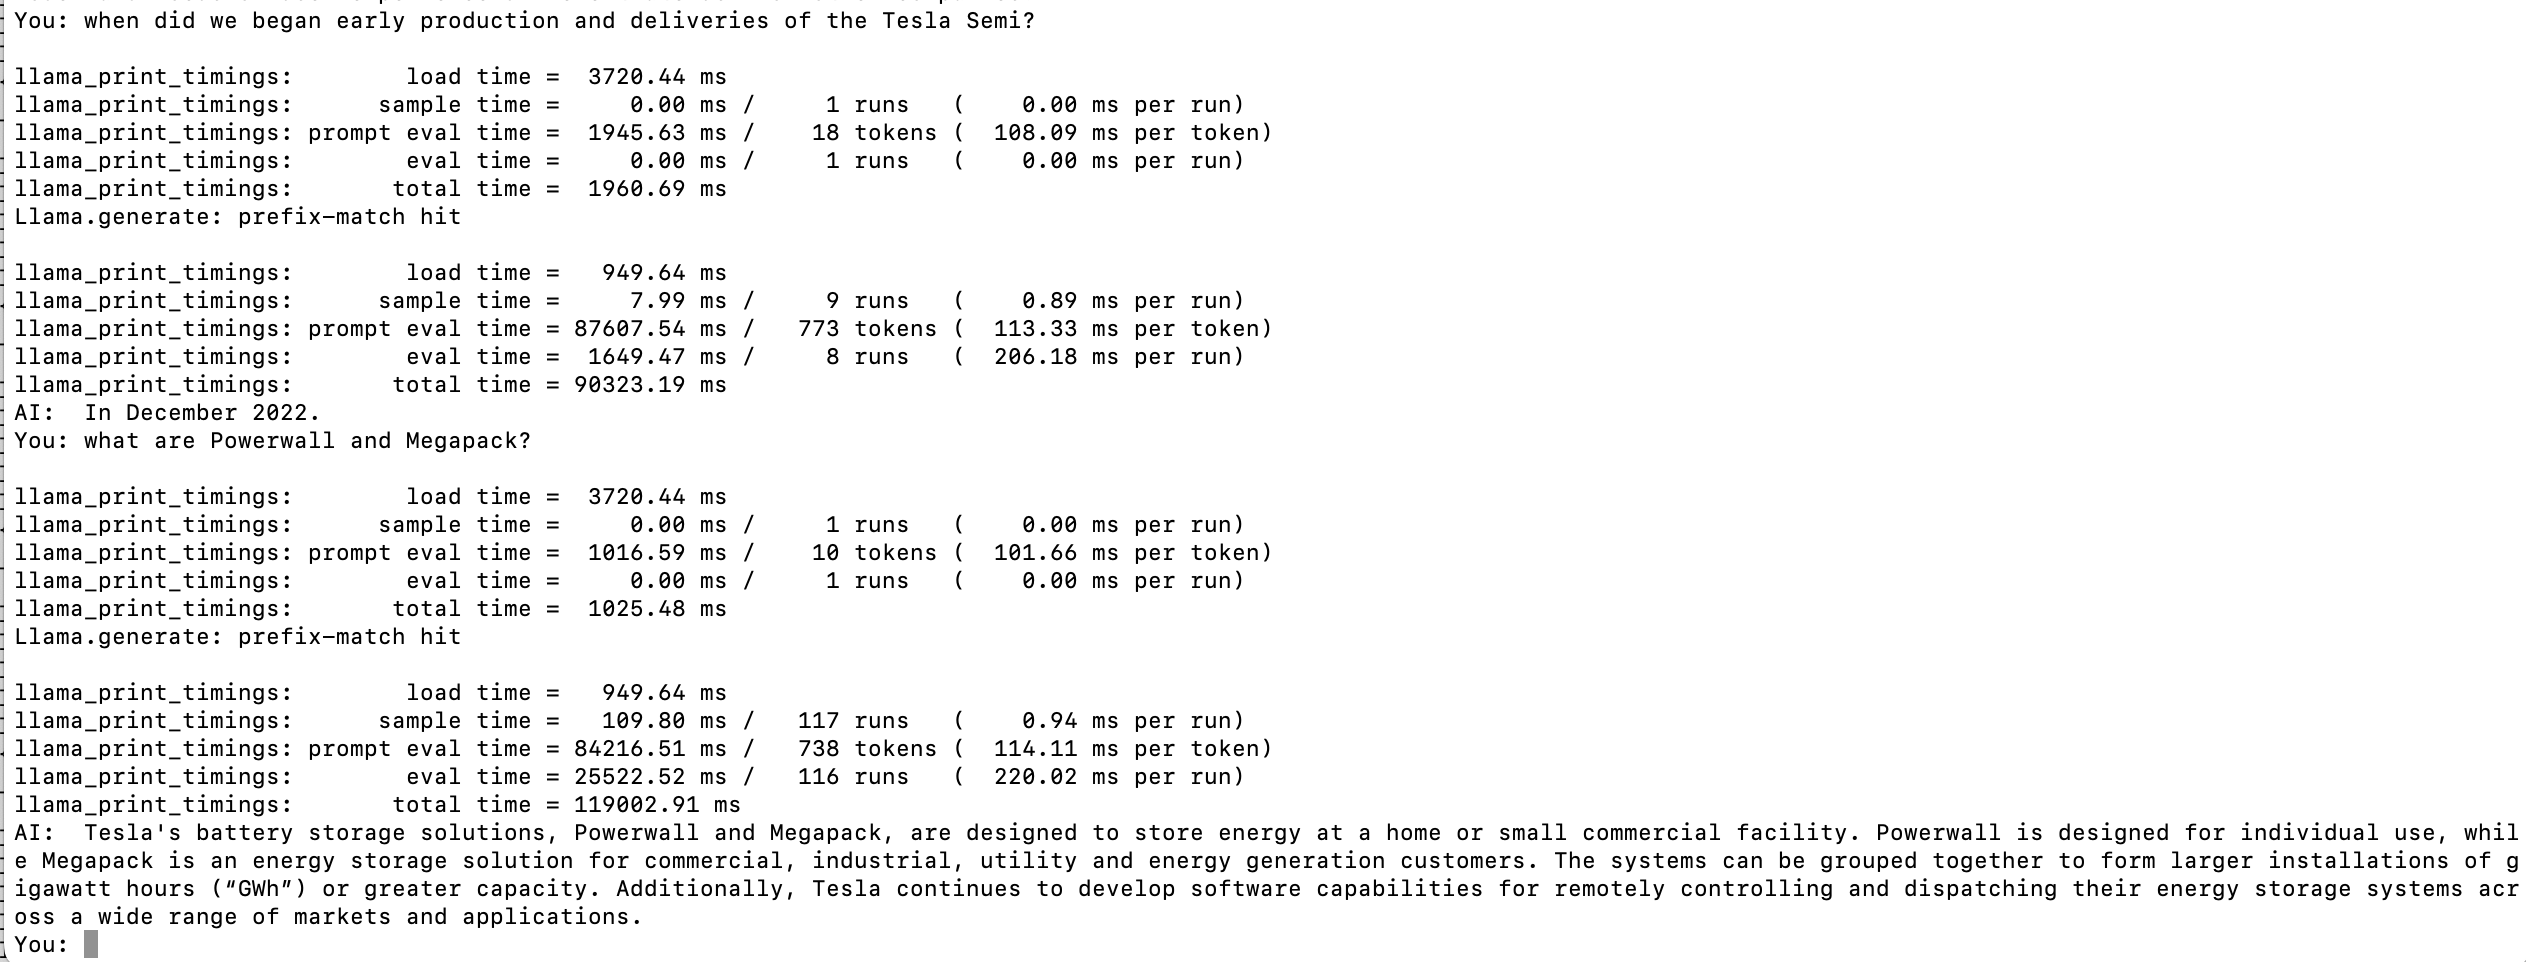 You: when did we began early production and deliveries of the Tesla Semi?
llama_print_timings:        load time =  3720.44 ms
llama_print_timings:      sample time =     0.00 ms /     1 runs   (    0.00 ms per run)
llama_print_timings: prompt eval time =  1945.63 ms /    18 tokens (  108.09 ms per token)
llama_print_timings:        eval time =     0.00 ms /     1 runs   (    0.00 ms per run)
llama_print_timings:       total time =  1960.69 ms
Llama.generate: prefix-match hit
llama_print_timings:        load time =   949.64 ms
llama_print_timings:      sample time =     7.99 ms /     9 runs   (    0.89 ms per run)
llama_print_timings: prompt eval time = 87607.54 ms /   773 tokens (  113.33 ms per token)
llama_print_timings:        eval time =  1649.47 ms /     8 runs   (  206.18 ms per run)
llama_print_timings:       total time = 90323.19 ms
AI:  In December 2022.
You: what are Powerwall and Megapack?
llama_print_timings:        load time =  3720.44 ms
llama_print_timings:      sample time =     0.00 ms /     1 runs   (    0.00 ms per run)
llama_print_timings: prompt eval time =  1016.59 ms /    10 tokens (  101.66 ms per token)
llama_print_timings:        eval time =     0.00 ms /     1 runs   (    0.00 ms per run)
llama_print_timings:       total time =  1025.48 ms
Llama.generate: prefix-match hit
llama_print_timings:        load time =   949.64 ms
llama_print_timings:      sample time =   109.80 ms /   117 runs   (    0.94 ms per run)
llama_print_timings: prompt eval time = 84216.51 ms /   738 tokens (  114.11 ms per token)
llama_print_timings:        eval time = 25522.52 ms /   116 runs   (  220.02 ms per run)
llama_print_timings:       total time = 119002.91 ms
AI:  Tesla's battery storage solutions, Powerwall and Megapack, are designed to store energy at a home or small commercial facility. Powerwall is designed for individual use, whil
e Megapack is an energy storage solution for commercial, industrial, utility and energy generation customers. The systems can be grouped together to form larger installations of g
igawatt hours (“GWh”) or greater capacity. Additionally, Tesla continues to develop software capabilities for remotely controlling and dispatching their energy storage systems acr
oss a wide range of markets and applications.
You: